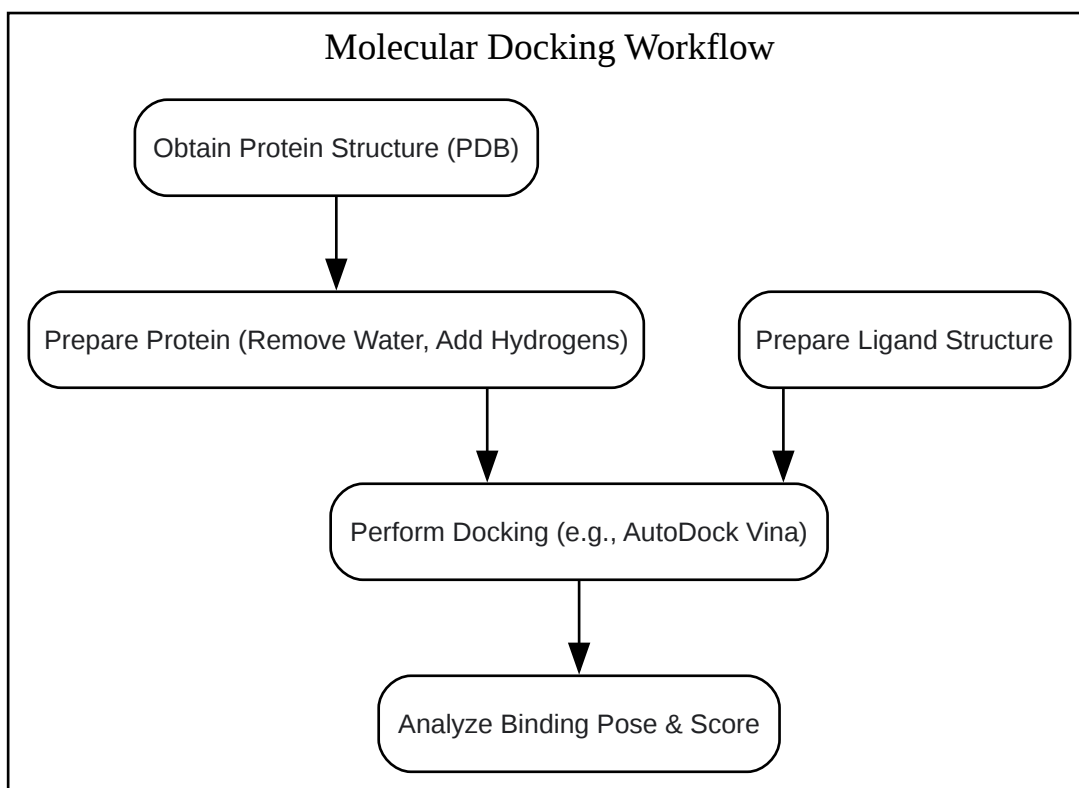 Molecular Docking Workflow
Obtain Protein Structure (PDB)
Prepare Protein (Remove Water, Add Hydrogens)
Prepare Ligand Structure
Perform Docking (e.g., AutoDock Vina)
Analyze Binding Pose & Score